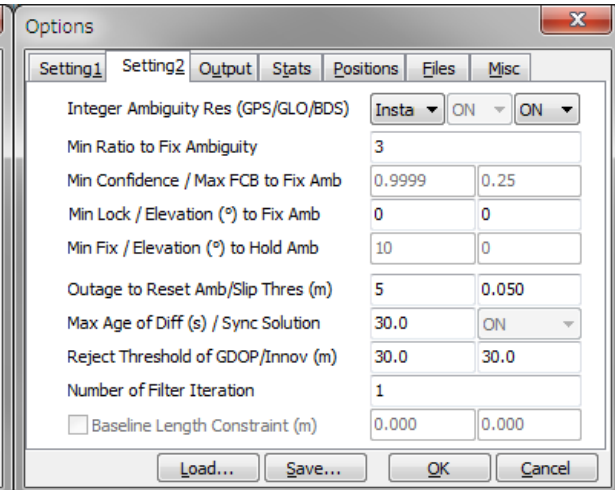 Options
Setting1 Setting2 Output Stats Positions Files Misc
Integer Ambiguity Res (GPS/GLO/BDS) Insta ON ON
Min Ratio to Fix Ambiguity 3
Min Confidence / Max FCB to Fix Amb 0.9999 0.25
Min Lock / Elevation (°) to Fix Amb 0 0
Min Fix / Elevation (°) to Hold Amb 10 0
Outage to Reset Amb/Slip Thres (m) 5 0.050
Max Age of Diff (s) / Sync Solution 30.0 ON
Reject Threshold of GDOP/Innov (m) 30.0 30.0
Number of Filter Iteration 1
Baseline Length Constraint (m) 0.000 0.000
Load... Save... OK Cancel